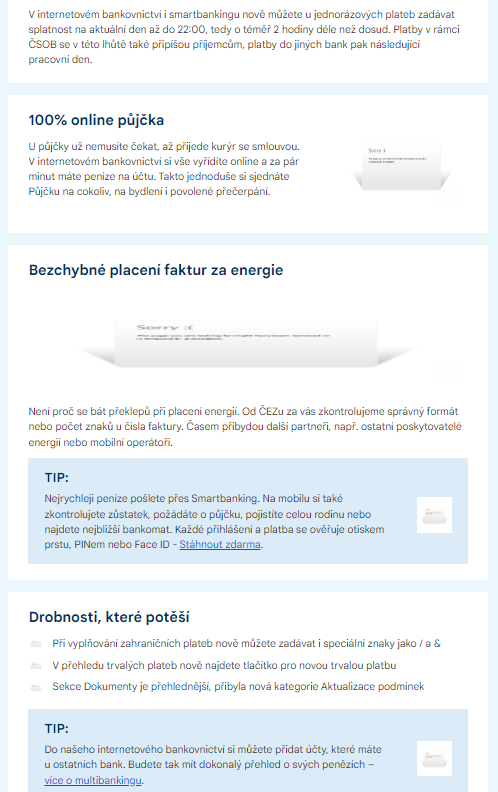 V internetovém bankovnictví i smartbankingu nově můžete u jednorázových plateb zadávat
splatnost na aktuální den až do 22:00, tedy o téměř 2 hodiny déle než dosud. Platby v rámci
ČSOB se v této lhůtě také připíšou příjemcům, platby do jiných bank pak následující
pracovní den.
100% online půjčka
U půjčky už nemusíte čekat, až přijede kurýr se smlouvou.
V internetovém bankovnictví si vše vyřídíte online a za pár
minut máte peníze na účtu. Takto jednoduše si sjednáte
Půjčku na cokoliv, na bydlení i povolené přečerpání.
Sorry :(
Bezchybné placení faktur za energie
Sorry :(
Není proč se bát překlepů při placení energií. Od ČEZu za vás zkontrolujeme správný formát
nebo počet znaků u čísla faktury. Časem přibydou další partneři, např. ostatní poskytovatelé
energií nebo mobilní operátoři.
TIP:
Nejrychleji peníze pošlete přes Smartbanking. Na mobilu si také
zkontrolujete zůstatek, požádáte o půjčku, pojistíte celou rodinu nebo
najdete nejbližší bankomat. Každé přihlášení a platba se ověřuje otiskem
prstu, PINem nebo Face ID - Stáhnout zdarma.
Drobnosti, které potěší
Při vyplňování zahraničních plateb nově můžete zadávat i speciální znaky jako / a &
V přehledu trvalých plateb nově najdete tlačítko pro novou trvalou platbu
Sekce Dokumenty je přehlednější, přibyla nová kategorie Aktualizace podmínek
TIP:
Do našeho internetového bankovnictví si můžete přidat účty, které máte
u ostatních bank. Budete tak mít dokonalý přehled o svých penězích –
více o multibankingu.